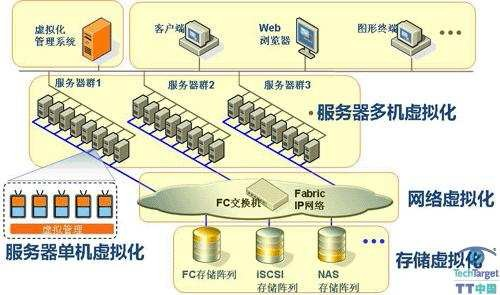 虚拟化
管理系统
客户端
Web
浏览器
图形终端
服务器群1
服务器群2
服务器群3
服务器多机虚拟化
虚拟管理
服务器单机虚拟化
FC交换机
Fabric
IP网络
网络虚拟化
FC存储阵列
iSCSI
存储阵列
NAS
存储阵列
存储虚拟化
TechTarget
TT中国